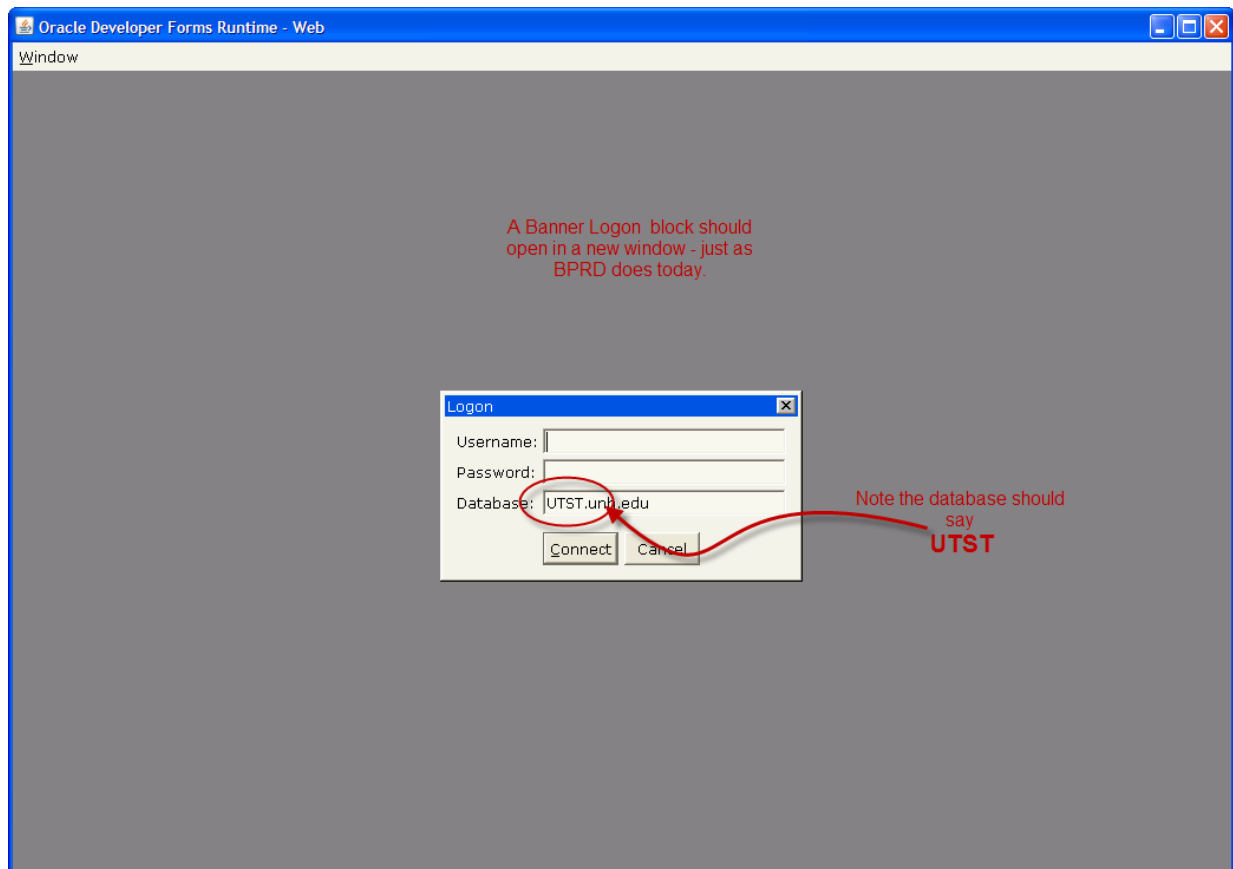 Oracle Developer Forms Runtime - Web
Window
A Banner Logon block should
open in a new window - just as
BPRD does today.
Logon
Username:
Password:
Database: UTST.unh.edu
Connect Cancel
Note the database should
say
UTST